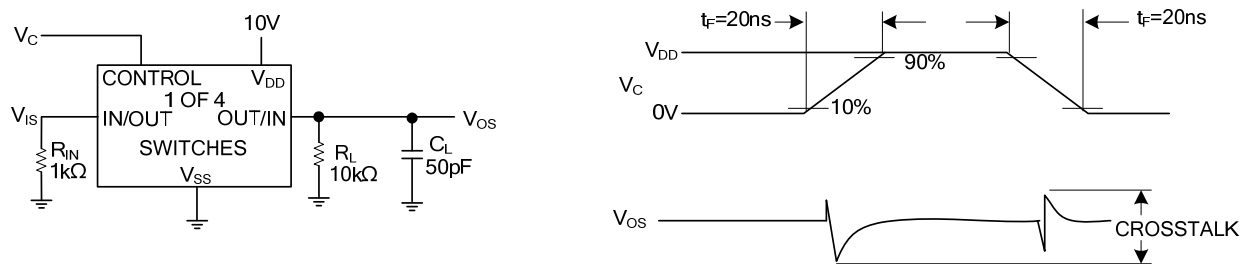 V_C
10V
CONTROL
V_DD
1 OF 4
V_IS
IN/OUT
OUT/IN
V_OS
SWITCHES
R_IN
1kΩ
V_SS
R_L
10kΩ
C_L
50pF
t_F=20ns
t_F=20ns
V_DD
90%
V_C
10%
0V
V_OS
CROSSTALK